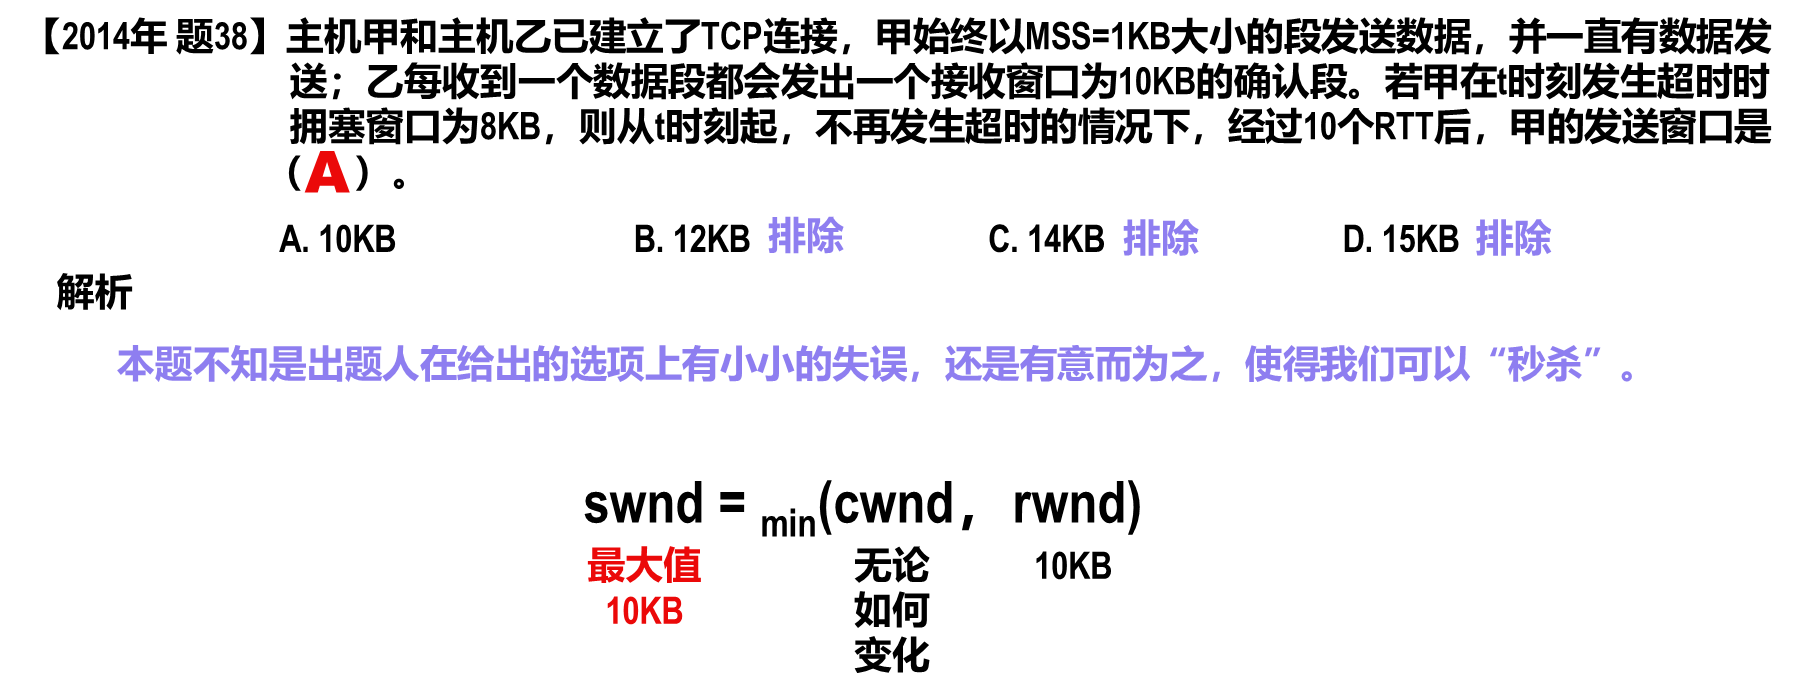 【2014年 题38】主机甲和主机乙已建立了TCP连接，甲始终以MSS=1KB大小的段发送数据，并一直有数据发
送；乙每收到一个数据段都会发出一个接收窗口为10KB的确认段。若甲在t时刻发生超时时
拥塞窗口为8KB，则从t时刻起，不再发生超时的情况下，经过10个RTT后，甲的发送窗口是
（A）。
A. 10KB B. 12KB 排除 C. 14KB 排除 D. 15KB 排除
解析
本题不知是出题人在给出的选项上有小小的失误，还是有意而为之，使得我们可以“秒杀”。
swnd = min(cwnd，rwnd)
最大值 无论 10KB
10KB 如何
变化